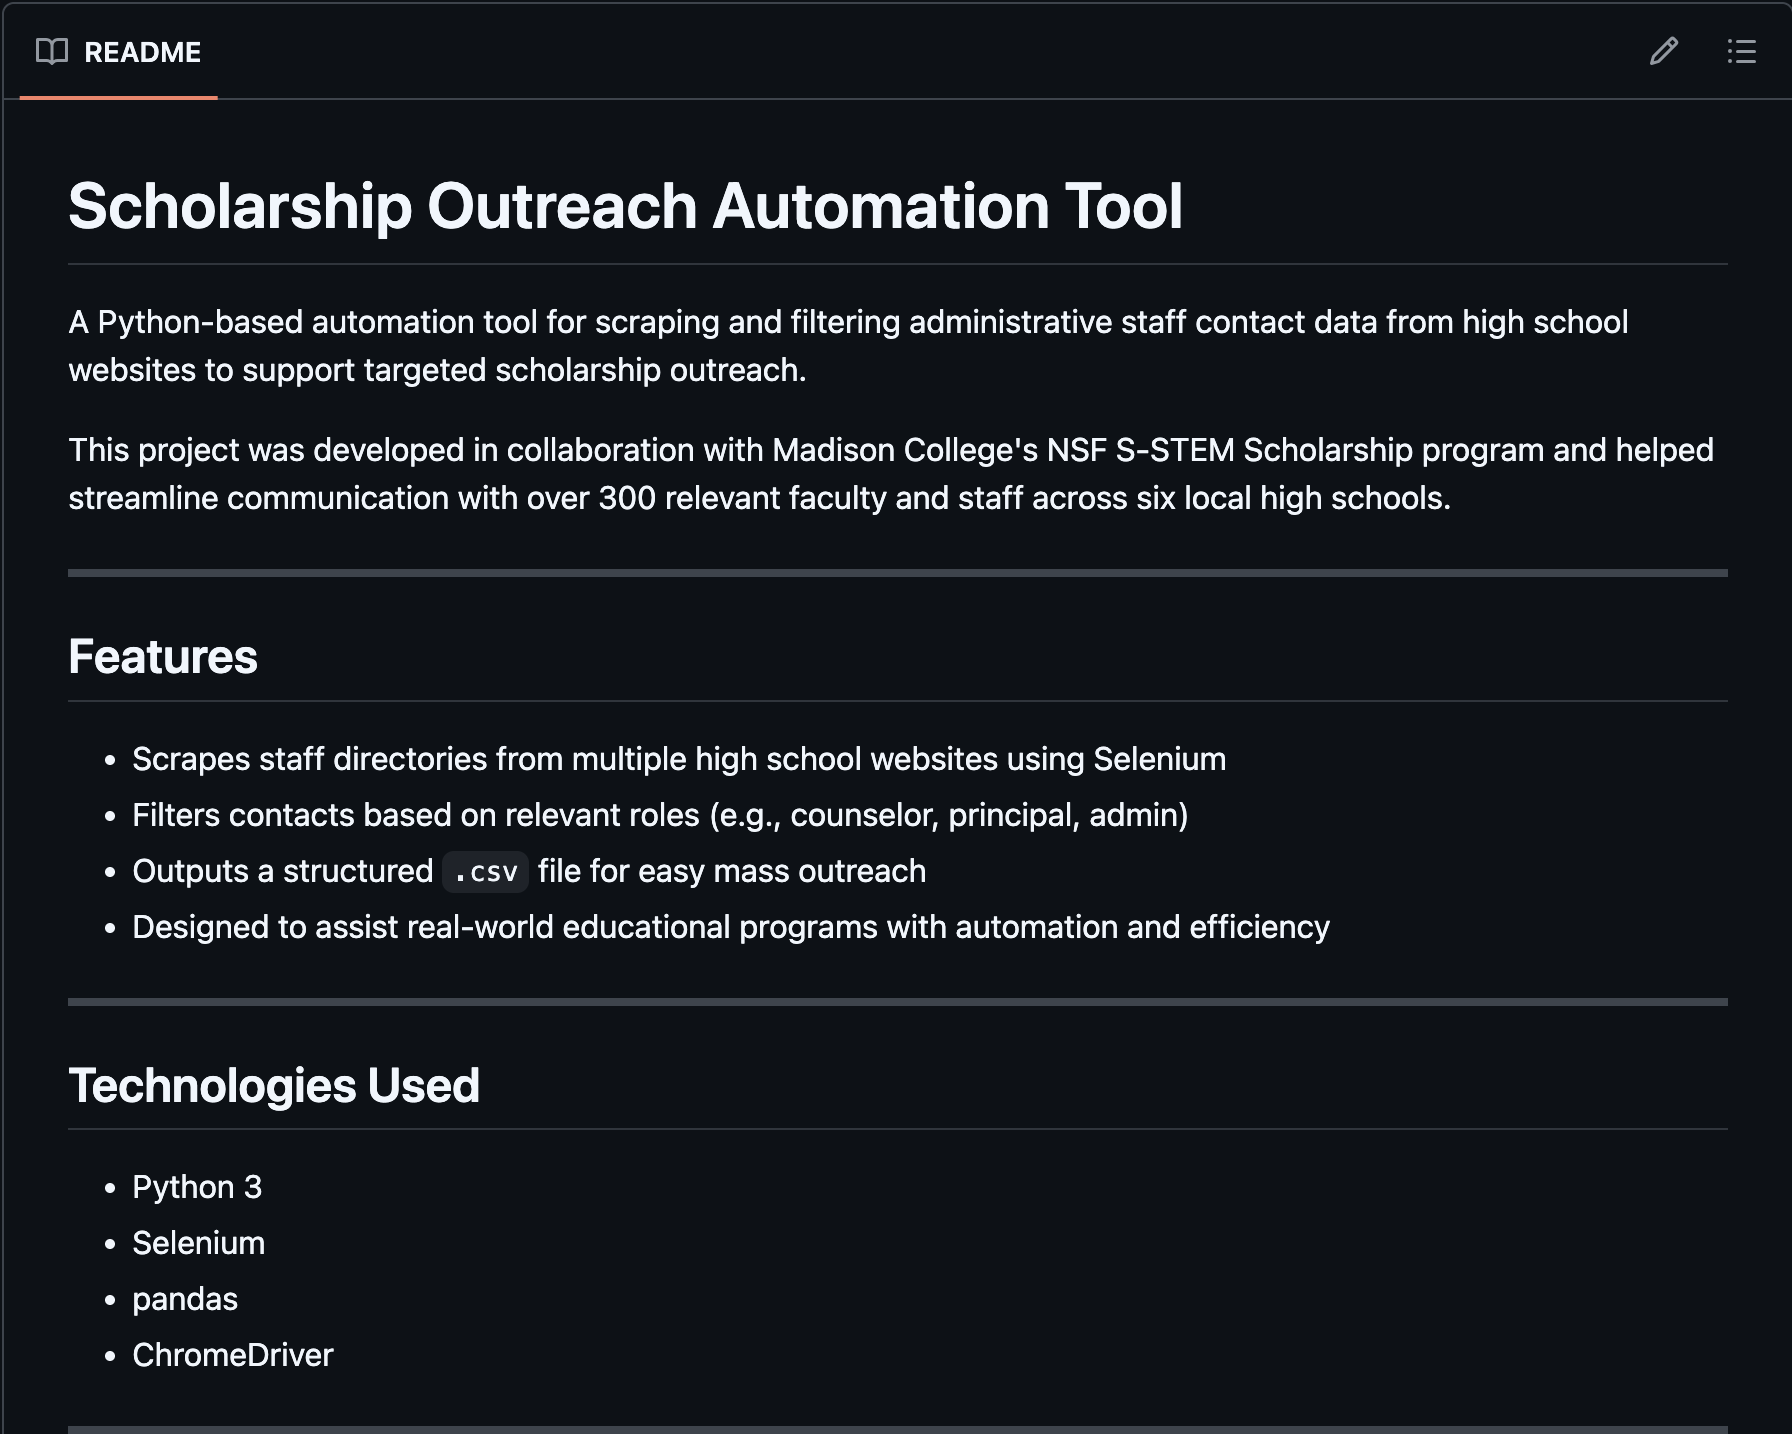 README
Scholarship Outreach Automation Tool
A Python-based automation tool for scraping and filtering administrative staff contact data from high school
websites to support targeted scholarship outreach.
This project was developed in collaboration with Madison College's NSF S-STEM Scholarship program and helped
streamline communication with over 300 relevant faculty and staff across six local high schools.
Features
• Scrapes staff directories from multiple high school websites using Selenium
• Filters contacts based on relevant roles (e.g., counselor, principal, admin)
• Outputs a structured .csv file for easy mass outreach
• Designed to assist real-world educational programs with automation and efficiency
Technologies Used
• Python 3
• Selenium
• pandas
• ChromeDriver